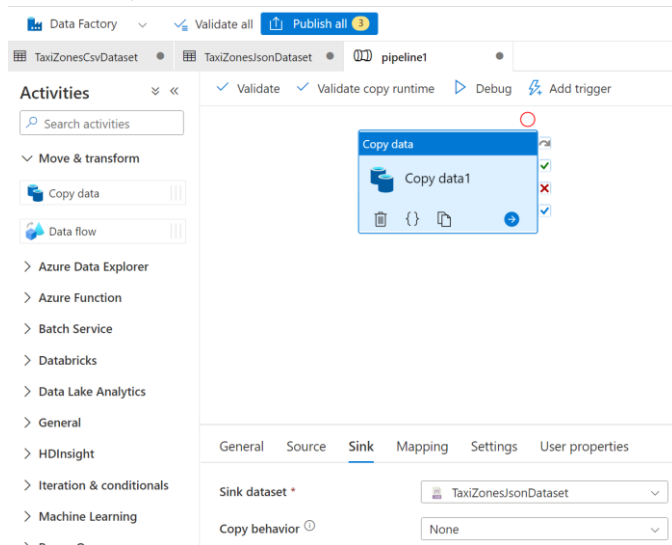 Data Factory
Validate all
Publish all 3
TaxiZonesCsvDataset
TaxiZonesJsonDataset
pipeline1
Activities
Validate
Validate copy runtime
Debug
Add trigger
Search activities
Move & transform
Copy data
Data flow
Azure Data Explorer
Azure Function
Batch Service
Databricks
Data Lake Analytics
General
HDInsight
Iteration & conditionals
Machine Learning
Copy data
Copy data1
{}
General
Source
Sink
Mapping
Settings
User properties
Sink dataset *
TaxiZonesJsonDataset
Copy behavior
None